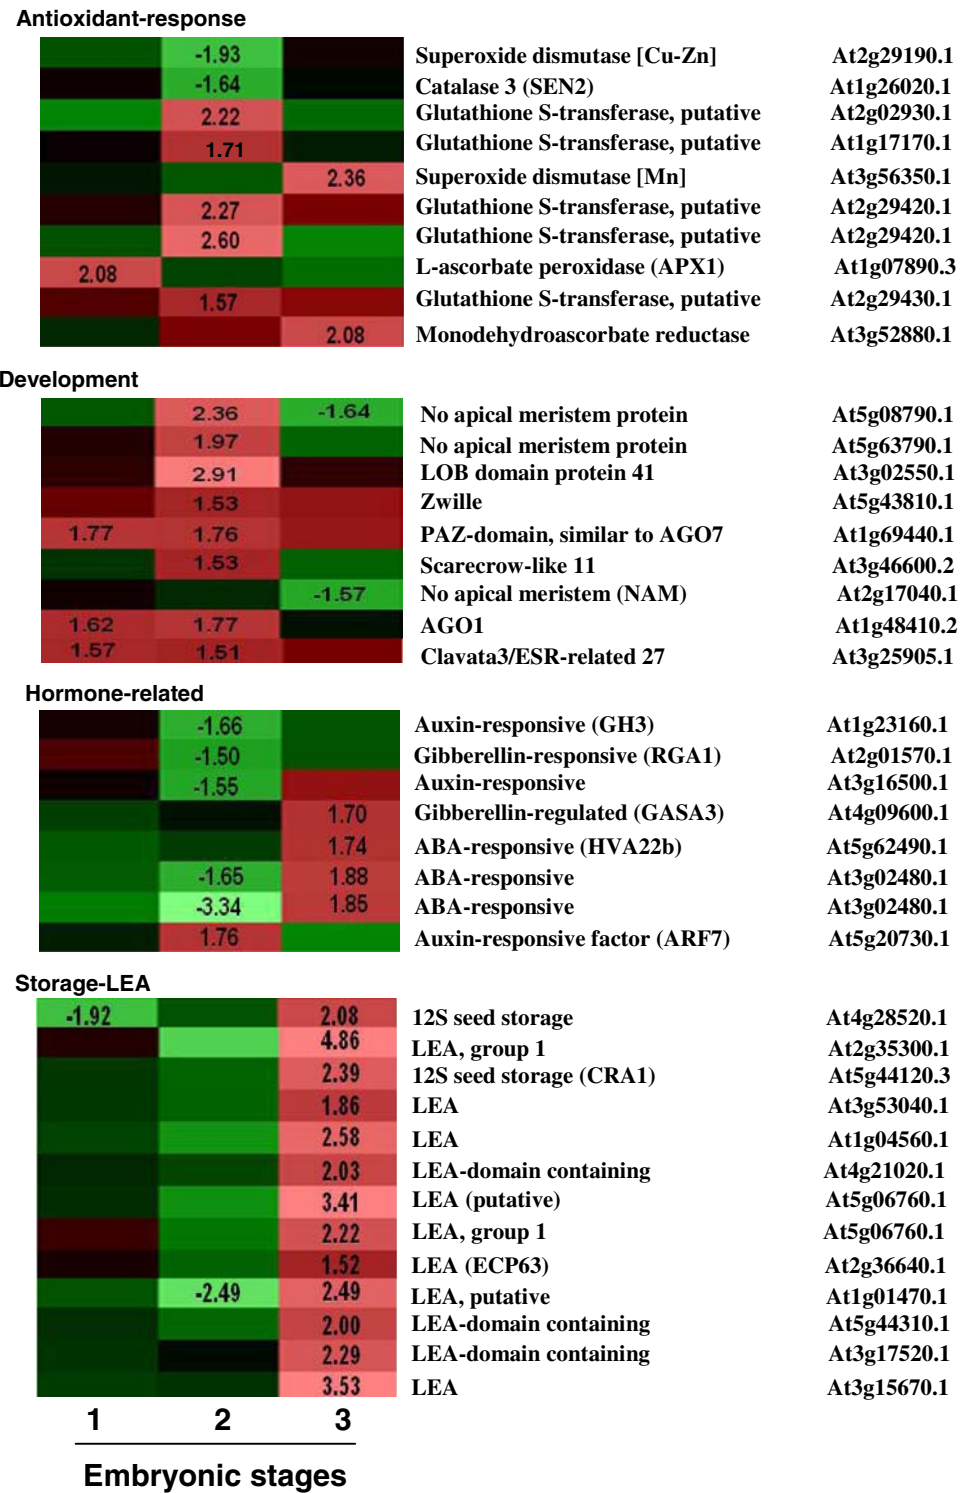 Antioxidant-response
-1.93 Superoxide dismutase [Cu-Zn] At2g29190.1
-1.64 Catalase 3 (SEN2) At1g26020.1
2.22 Glutathione S-transferase, putative At2g02930.1
1.71 Glutathione S-transferase, putative At1g17170.1
2.36 Superoxide dismutase [Mn] At3g56350.1
2.27 Glutathione S-transferase, putative At2g29420.1
2.60 Glutathione S-transferase, putative At2g29420.1
2.08 L-ascorbate peroxidase (APX1) At1g07890.3
1.57 Glutathione S-transferase, putative At2g29430.1
2.08 Monodehydroascorbate reductase At3g52880.1
Development
2.36 -1.64 No apical meristem protein At5g08790.1
1.97 No apical meristem protein At5g63790.1
2.91 LOB domain protein 41 At3g02550.1
1.53 Zwille At5g43810.1
1.77 1.76 PAZ-domain, similar to AGO7 At1g69440.1
1.53 Scarecrow-like 11 At3g46600.2
-1.57 No apical meristem (NAM) At2g17040.1
1.62 1.77 AGO1 At1g48410.2
1.57 1.51 Clavata3/ESR-related 27 At3g25905.1
Hormone-related
-1.66 Auxin-responsive (GH3) At1g23160.1
-1.50 Gibberellin-responsive (RGA1) At2g01570.1
-1.55 Auxin-responsive At3g16500.1
1.70 Gibberellin-regulated (GASA3) At4g09600.1
1.74 ABA-responsive (HVA22b) At5g62490.1
-1.65 1.88 ABA-responsive At3g02480.1
-3.34 1.85 ABA-responsive At3g02480.1
1.76 Auxin-responsive factor (ARF7) At5g20730.1
Storage-LEA
-1.92 2.08 12S seed storage At4g28520.1
4.86 LEA, group 1 At2g35300.1
2.39 12S seed storage (CRA1) At5g44120.3
1.86 LEA At3g53040.1
2.58 LEA At1g04560.1
2.03 LEA-domain containing At4g21020.1
3.41 LEA (putative) At5g06760.1
2.22 LEA, group 1 At5g06760.1
1.52 LEA (ECP63) At2g36640.1
-2.49 2.49 LEA, putative At1g01470.1
2.00 LEA-domain containing At5g44310.1
2.29 LEA-domain containing At3g17520.1
3.53 LEA At3g15670.1
1 2 3
Embryonic stages